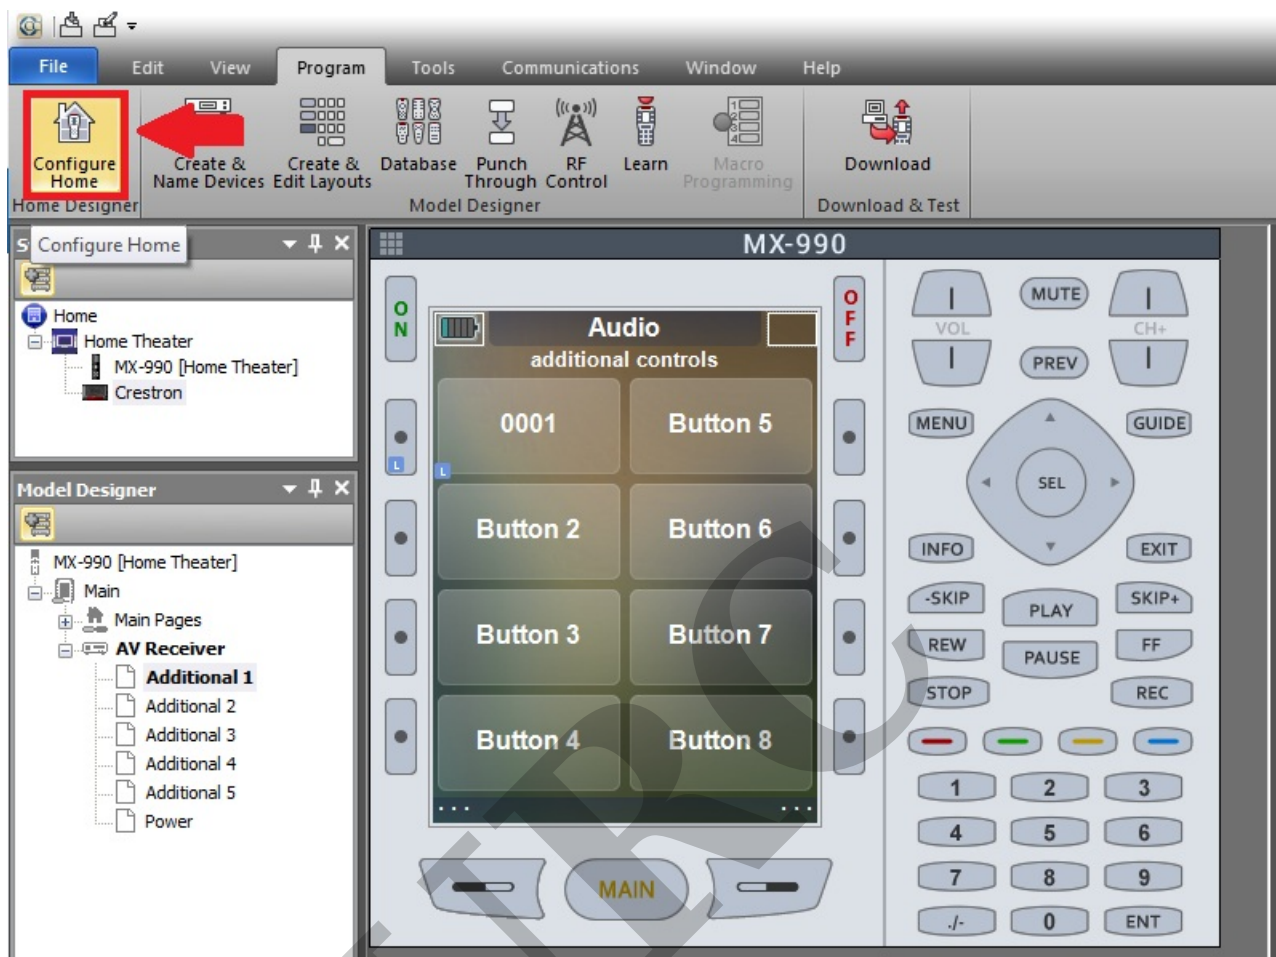 File Edit View Program Tools Communications Window Help
Configure Home
Create & Name Devices
Create & Edit Layouts
Database
Punch Through
RF Control
Learn
Macro Programming
Download
Home Designer
Model Designer
Download & Test
Configure Home
Home
Home Theater
MX-990 [Home Theater]
Crestron
Model Designer
MX-990 [Home Theater]
Main
Main Pages
AV Receiver
Additional 1
Additional 2
Additional 3
Additional 4
Additional 5
Power
MX-990
ON
OFF
Audio
additional controls
0001 Button 5
L
L
Button 2 Button 6
Button 3 Button 7
Button 4 Button 8
... ...
MAIN
MUTE
VOL CH+
PREV
MENU GUIDE
SEL
INFO EXIT
-SKIP PLAY SKIP+
REW PAUSE FF
STOP REC
1 2 3
4 5 6
7 8 9
./- 0 ENT
URC